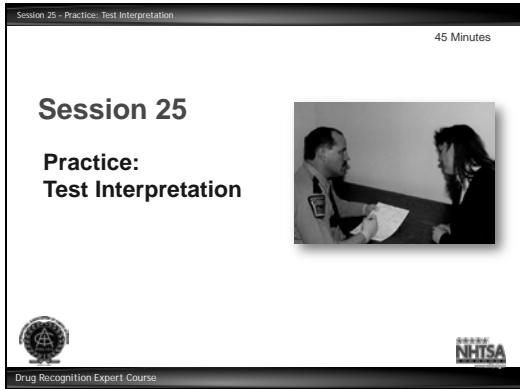 Session 25 - Practice: Test Interpretation
45 Minutes
Session 25
Practice:
Test Interpretation
NHTSA
Drug Recognition Expert Course